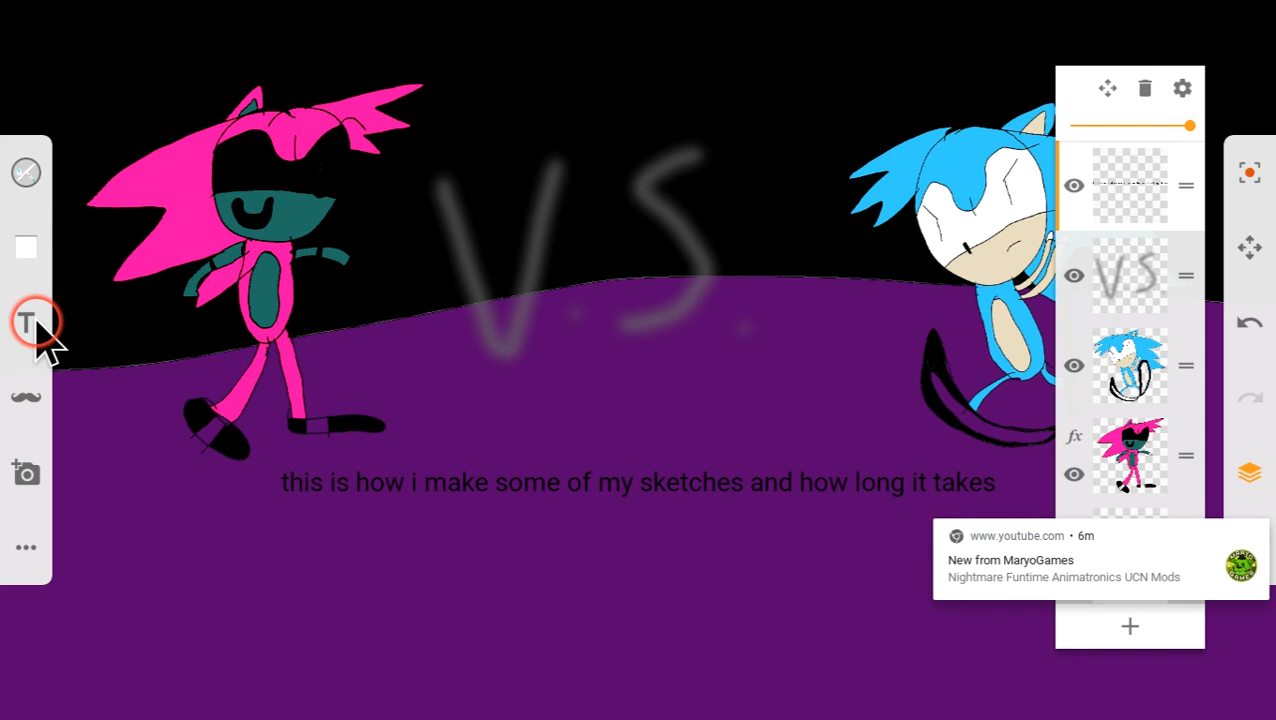 V.S.
T
fx
this is how i make some of my sketches and how long it takes
www.youtube.com • 6m
New from MaryoGames
Nightmare Funtime Animatronics UCN Mods